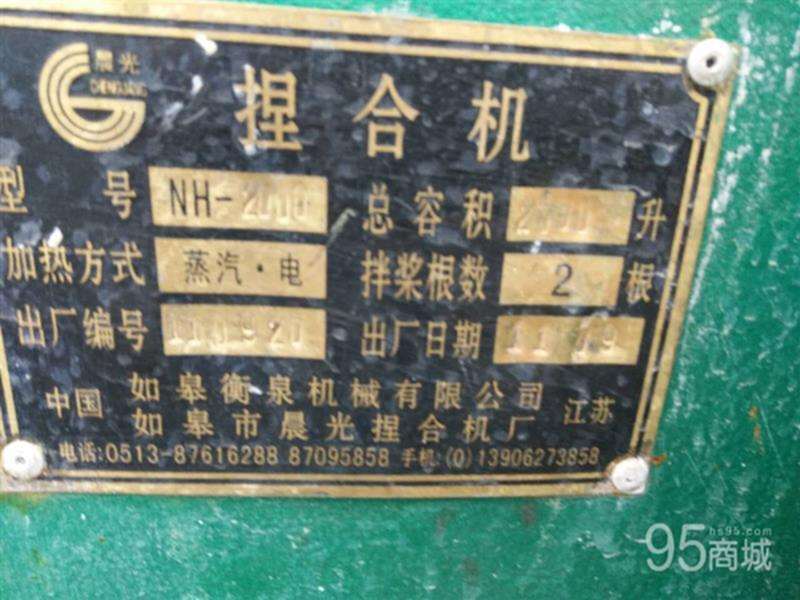 晨光
捏合机
型号 NH-2000 总容积 升
加热方式 蒸汽·电 拌桨根数 2 根
出厂编号 出厂日期
中国 如皋衡泉机械有限公司 江苏
如皋市晨光捏合机厂
电话:0513-87616288 87095858 手机:(0)13906273858
95商城
hs95.com